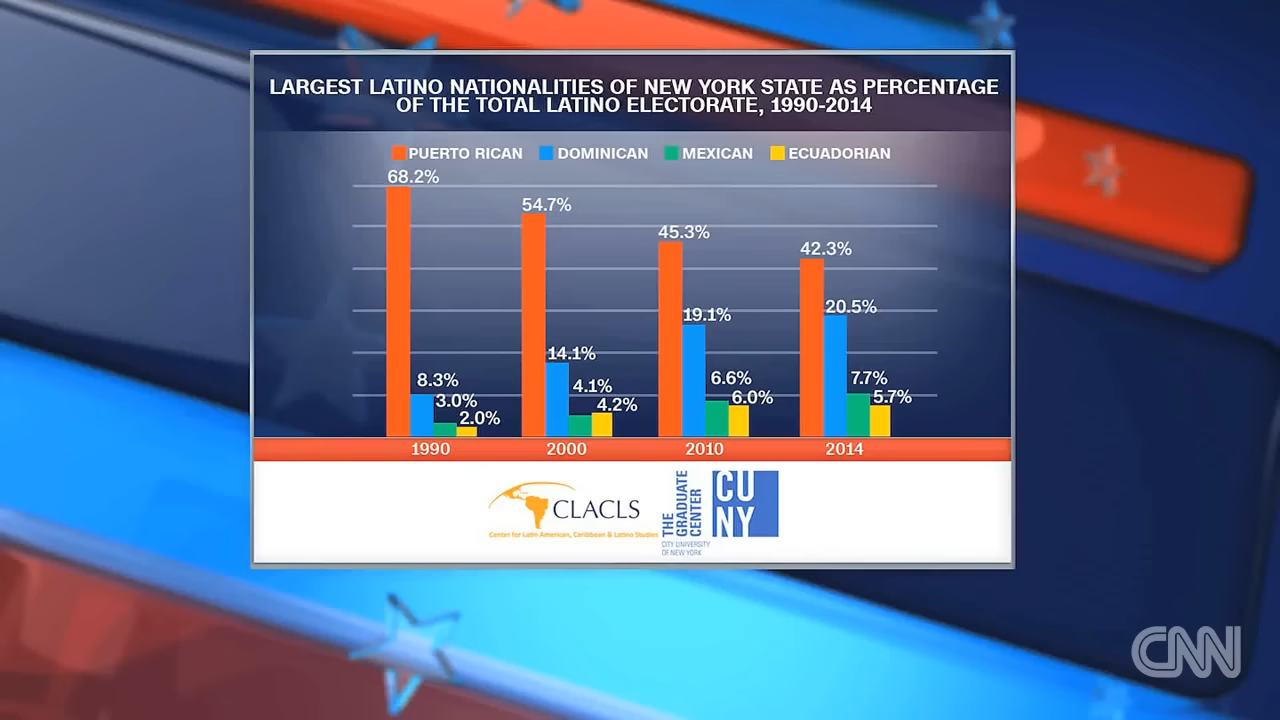 LARGEST LATINO NATIONALITIES OF NEW YORK STATE AS PERCENTAGE
OF THE TOTAL LATINO ELECTORATE, 1990-2014
PUERTO RICAN DOMINICAN MEXICAN ECUADORIAN
68.2%
8.3%
3.0%
2.0%
54.7%
14.1%
4.1%
4.2%
45.3%
19.1%
6.6%
6.0%
42.3%
20.5%
7.7%
5.7%
1990 2000 2010 2014
CLACLS
Center for Latin American, Caribbean & Latino Studies
THE
GRADUATE
CENTER
CITY UNIVERSITY
OF NEW YORK
CU
NY
CNN